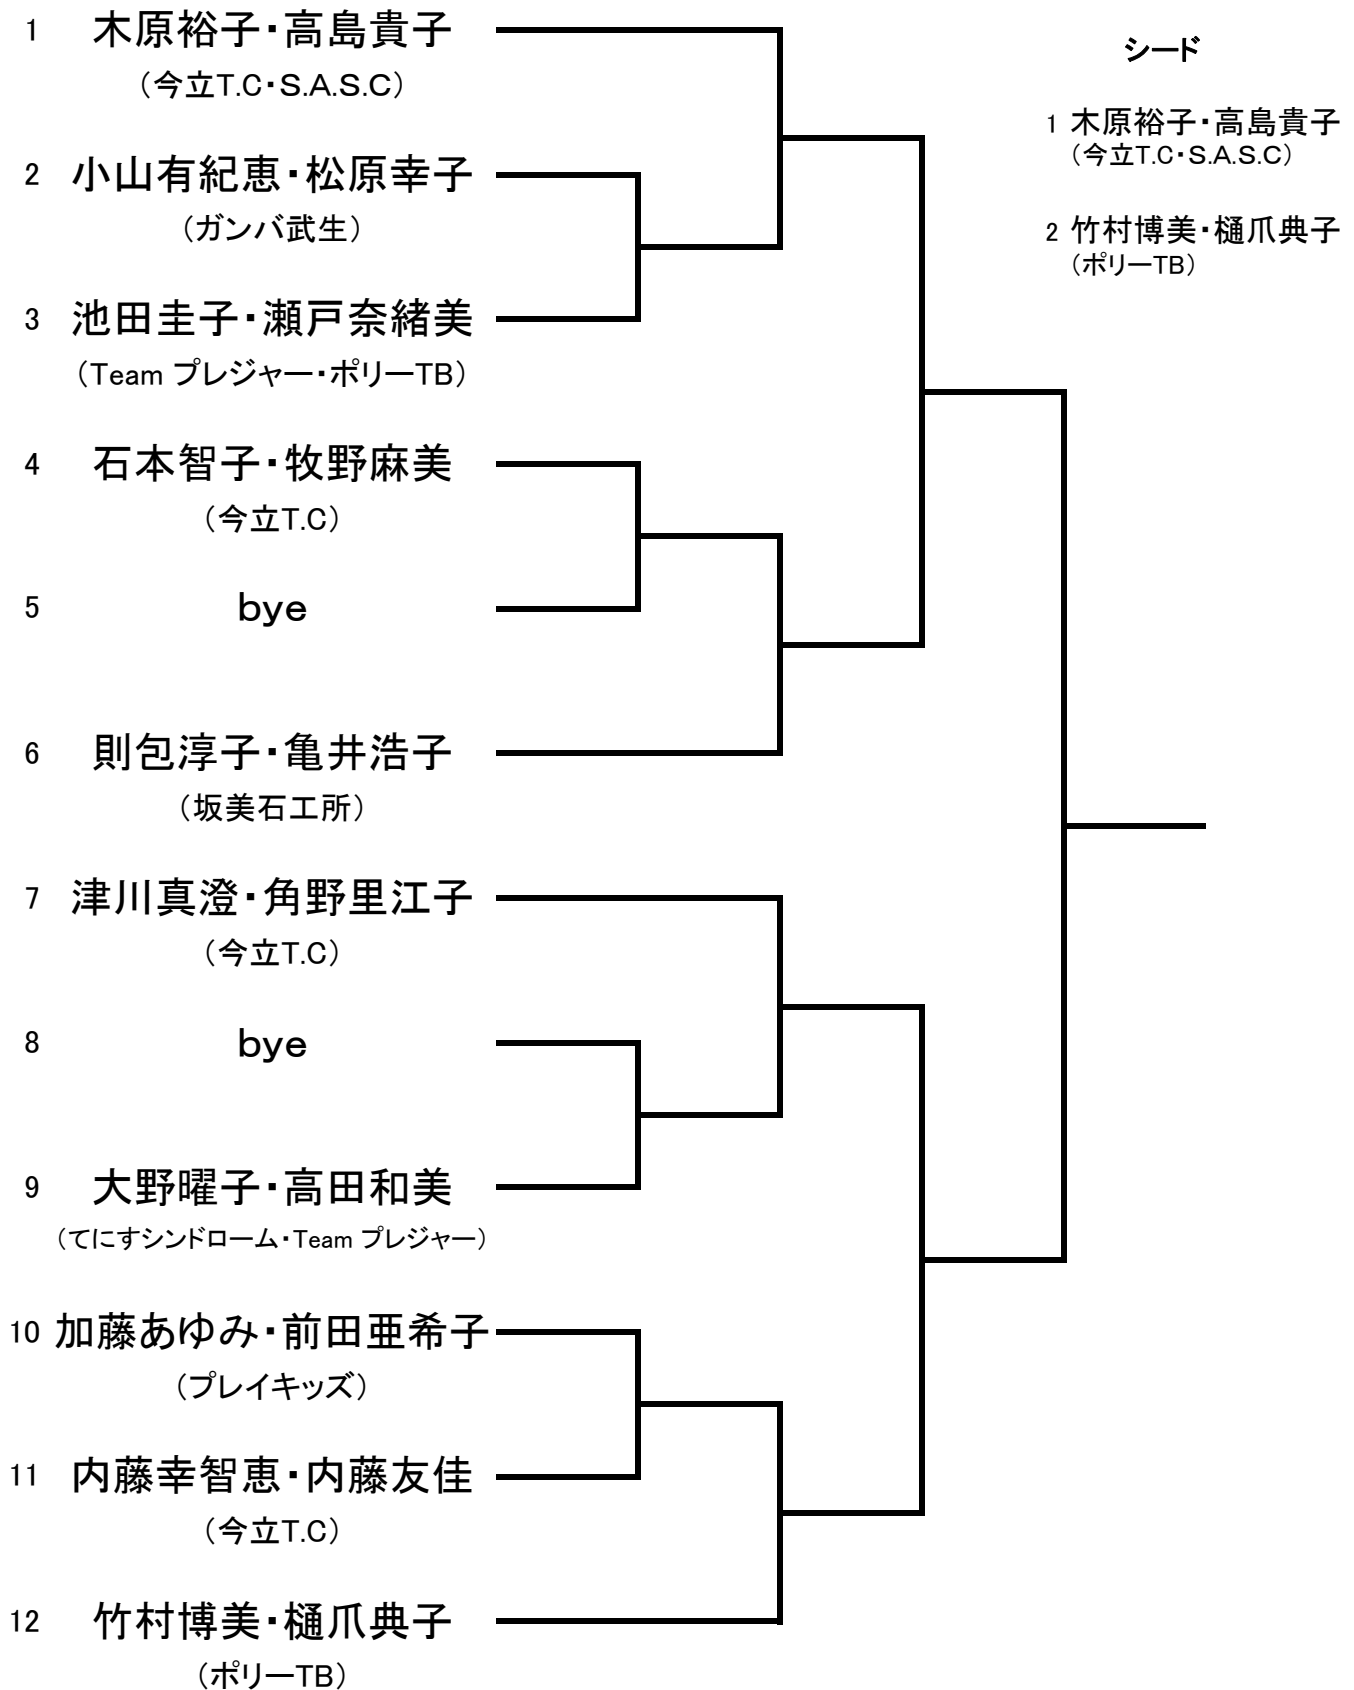 1 木原裕子・高島貴子
（今立T.C・S.A.S.C）
2 小山有紀恵・松原幸子
（ガンバ武生）
3 池田圭子・瀬戸奈緒美
（Team プレジャー・ポリーTB）
4 石本智子・牧野麻美
（今立T.C）
5 bye
6 則包淳子・亀井浩子
（坂美石工所）
7 津川真澄・角野里江子
（今立T.C）
8 bye
9 大野曜子・高田和美
（てにすシンドローム・Team プレジャー）
10 加藤あゆみ・前田亜希子
（プレイキッズ）
11 内藤幸智恵・内藤友佳
（今立T.C）
12 竹村博美・樋爪典子
（ポリーTB）
シード
1 木原裕子・高島貴子
（今立T.C・S.A.S.C）
2 竹村博美・樋爪典子
（ポリーTB）